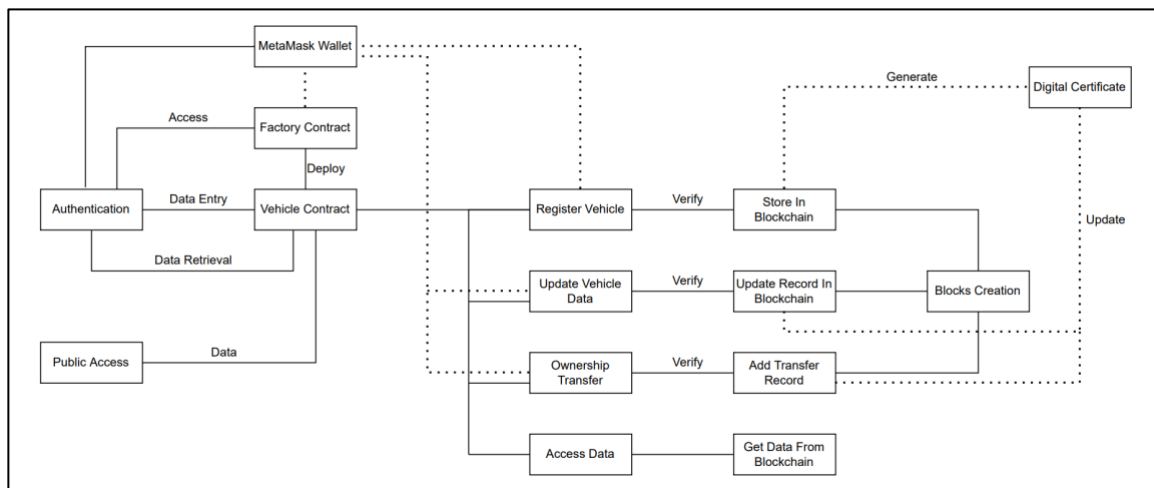 MetaMask Wallet
Generate
Digital Certificate
Access
Factory Contract
Deploy
Authentication
Data Entry
Vehicle Contract
Register Vehicle
Verify
Store In
Blockchain
Update
Data Retrieval
Update Vehicle
Data
Verify
Update Record In
Blockchain
Blocks Creation
Public Access
Data
Ownership
Transfer
Verify
Add Transfer
Record
Access Data
Get Data From
Blockchain